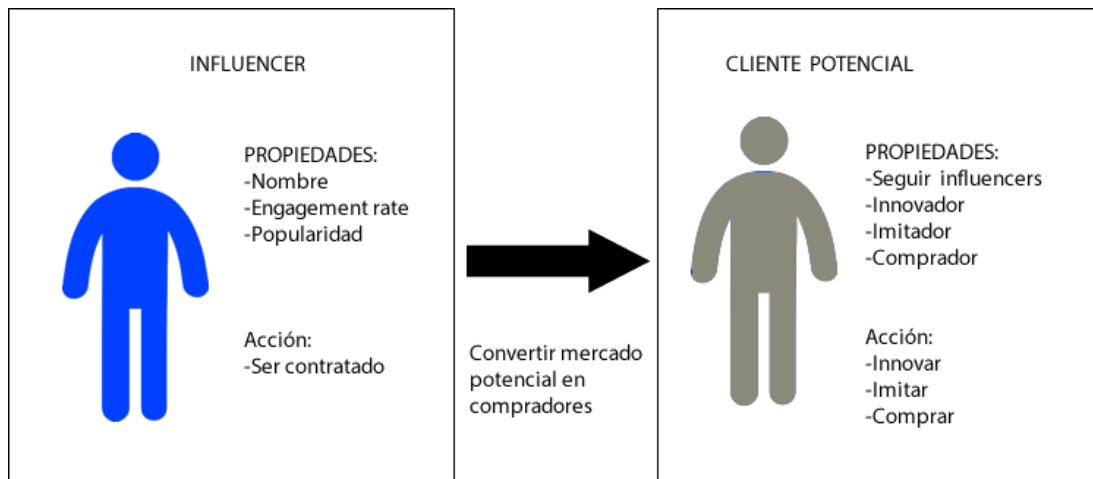 INFLUENCER
PROPIEDADES:
-Nombre
-Engagement rate
-Popularidad
Acción:
-Ser contratado
Convertir mercado
potencial en
compradores
CLIENTE POTENCIAL
PROPIEDADES:
-Seguir influencers
-Innovador
-Imitador
-Comprador
Acción:
-Innovar
-Imitar
-Comprar